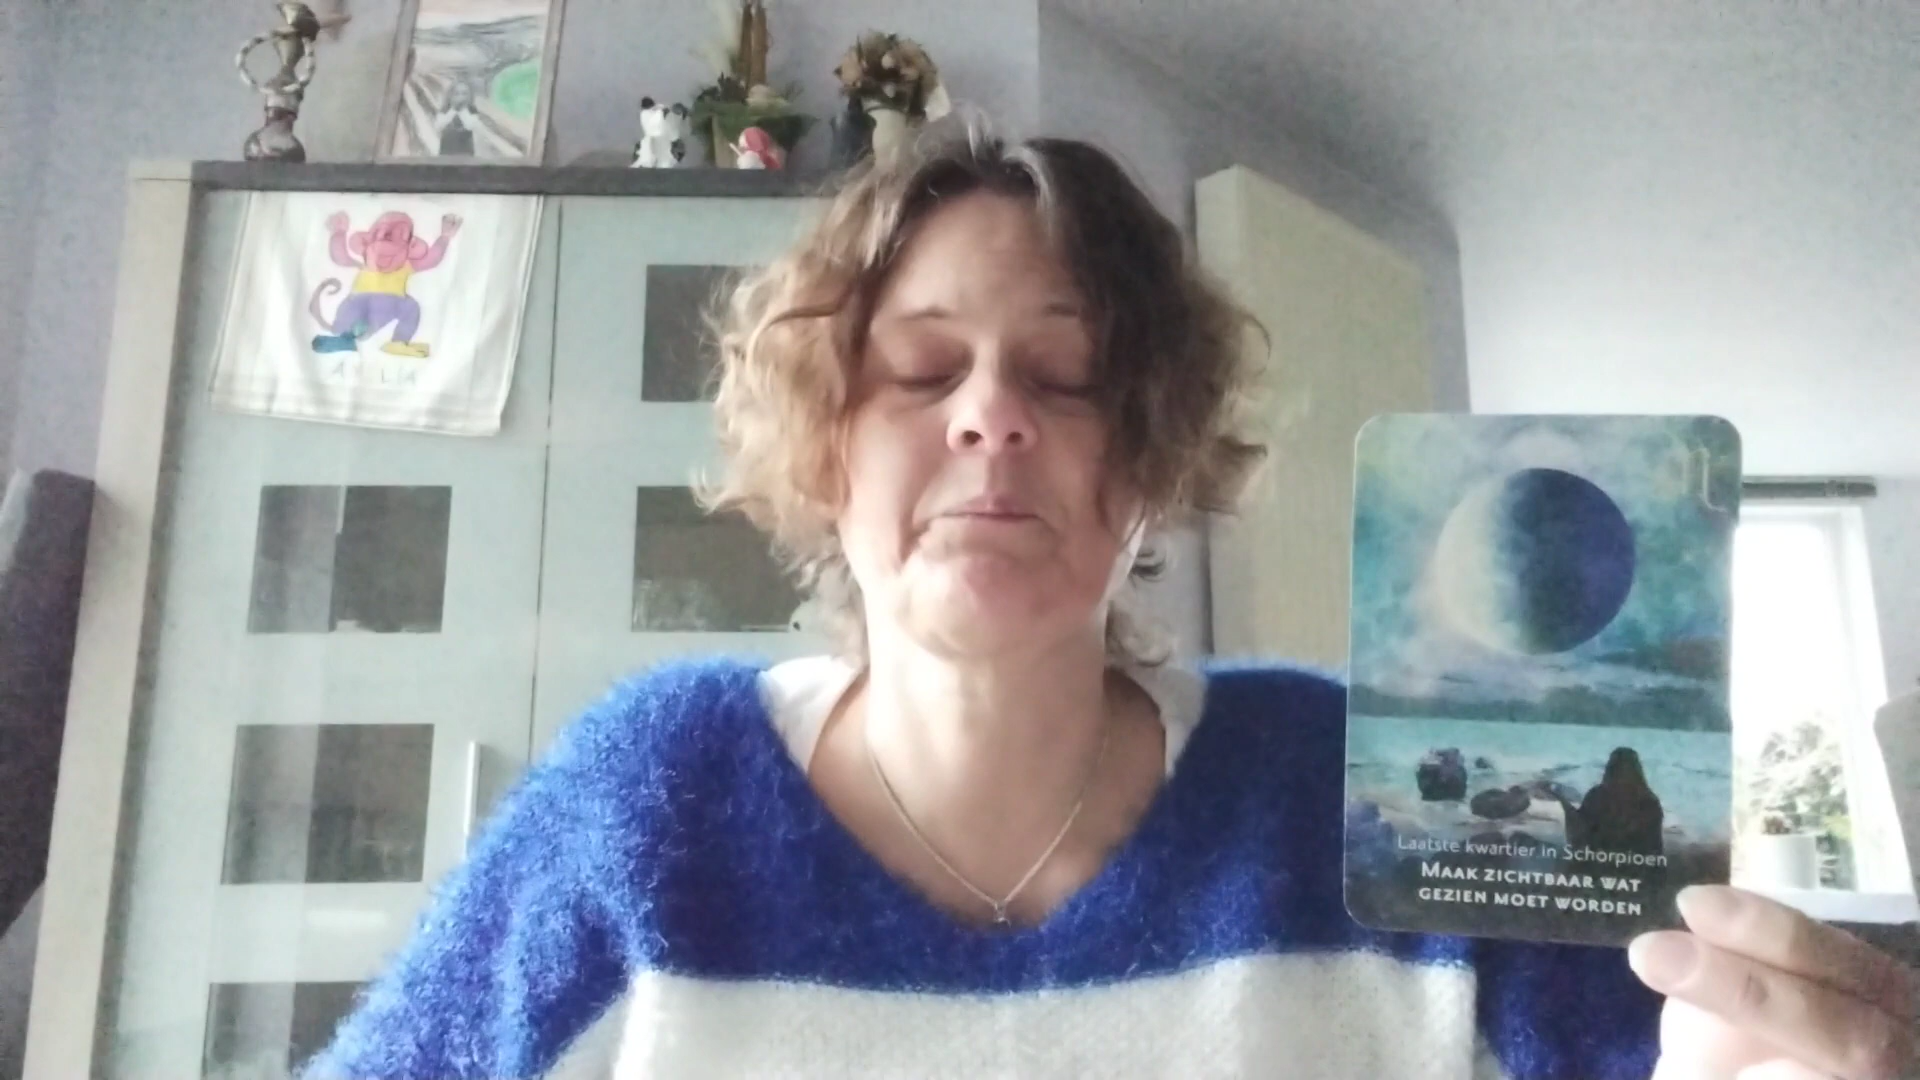 Laatste kwartier in Schorpioen
MAAK ZICHTBAAR WAT
GEZIEN MOET WORDEN